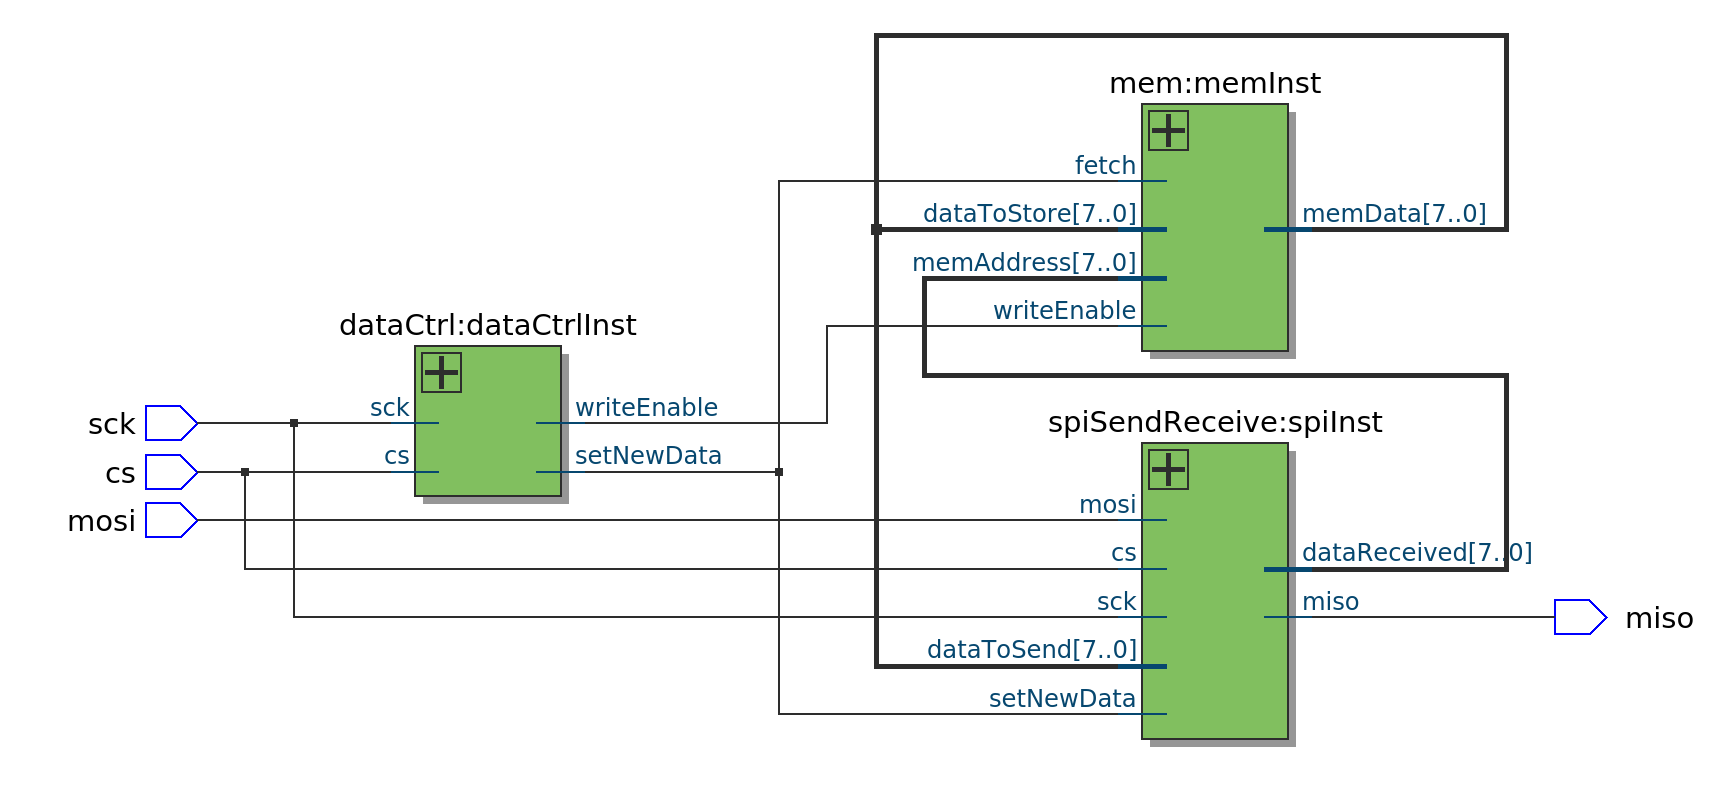 mem:memInst
fetch
dataToStore[7..0]
memData[7..0]
memAddress[7..0]
writeEnable
dataCtrl:dataCtrlInst
sck
sck
writeEnable
cs
cs
setNewData
mosi
spiSendReceive:spiInst
mosi
cs
dataReceived[7..0]
sck
miso
miso
dataToSend[7..0]
setNewData